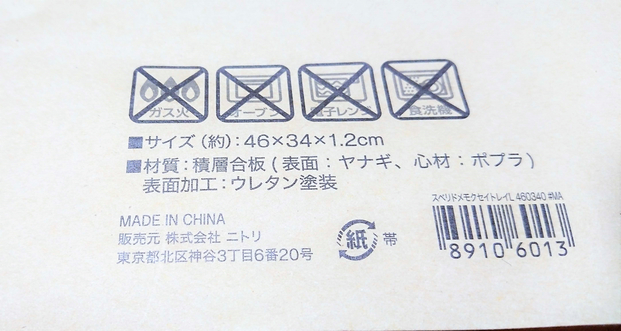 ガス火 オーブン 電子レンジ 食洗機
■サイズ(約):46×34×1.2cm
■材質:積層合板(表面:ヤナギ、心材:ポプラ)
表面加工:ウレタン塗装
MADE IN CHINA
販売元 株式会社 ニトリ
東京都北区神谷3丁目6番20号
紙 帯
スベリドメモクセイトレイL 460340 #MA
8910 6013